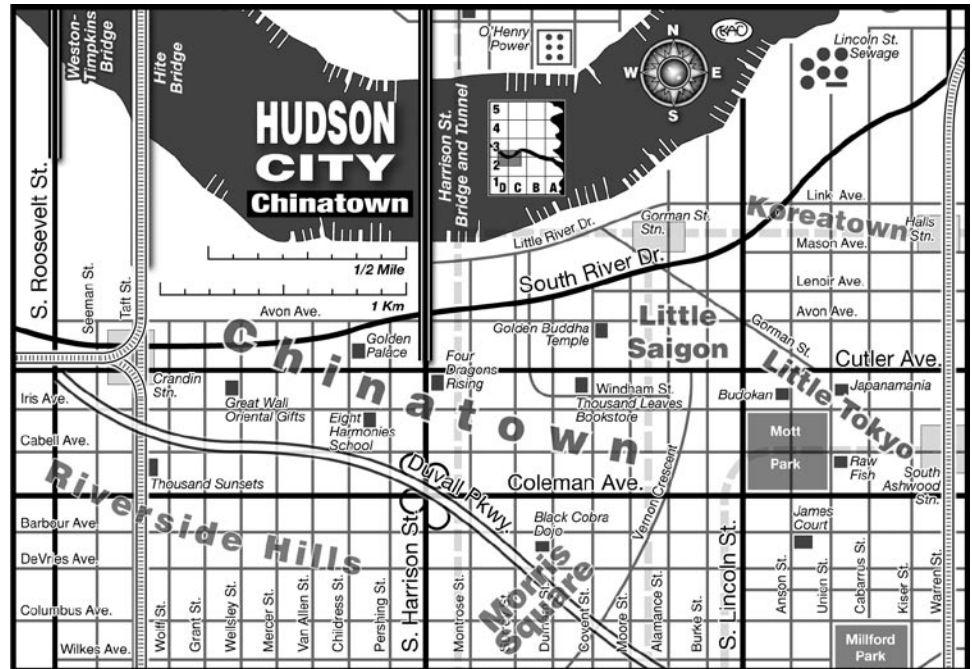 Weston-
Timpkins
Bridge
Hite
Bridge
HUDSON
CITY
Chinatown
Harrison St.
Bridge and Tunnel
O'Henry
Power
5
4
3
2
1
D C B A
N
W E
S
KAO
Lincoln St.
Sewage
Link Ave.
Koreatown
Halls
Stn.
Mason Ave.
Gorman St.
Stn.
Little River Dr.
South River Dr.
Lenoir Ave.
Avon Ave.
Gorman St.
1/2 Mile
1 Km
S. Roosevelt St.
Seeman St.
Taft St.
Avon Ave.
Golden
Palace
Chinatown
Golden Buddha
Temple
Little
Saigon
Cutler Ave.
Little Tokyo
Four
Dragons
Rising
Crandin
Stn.
Iris Ave.
Great Wall
Oriental Gifts
Eight
Harmonies
School
Windham St.
Thousand Leaves
Bookstore
Budokan
Japanamania
Cabell Ave.
Mott
Park
Raw
Fish
South
Ashwood
Stn.
Thousand Sunsets
Riverside Hills
Duvall Pkwy.
Coleman Ave.
Vernon Crescent
Barbour Ave.
DeVries Ave.
Black Cobra
Dojo
James
Court
Morris
Square
Columbus Ave.
Wilkes Ave.
Wolff St.
Grant St.
Wellsley St.
Mercer St.
Van Allen St.
Childress St.
Pershing St.
S. Harrison St.
Montrose St.
Covert St.
Moore St.
Alamance St.
Burke St.
S. Lincoln St.
Anson St.
Union St.
Cabarrus St.
Kiser St.
Warren St.
Millford
Park